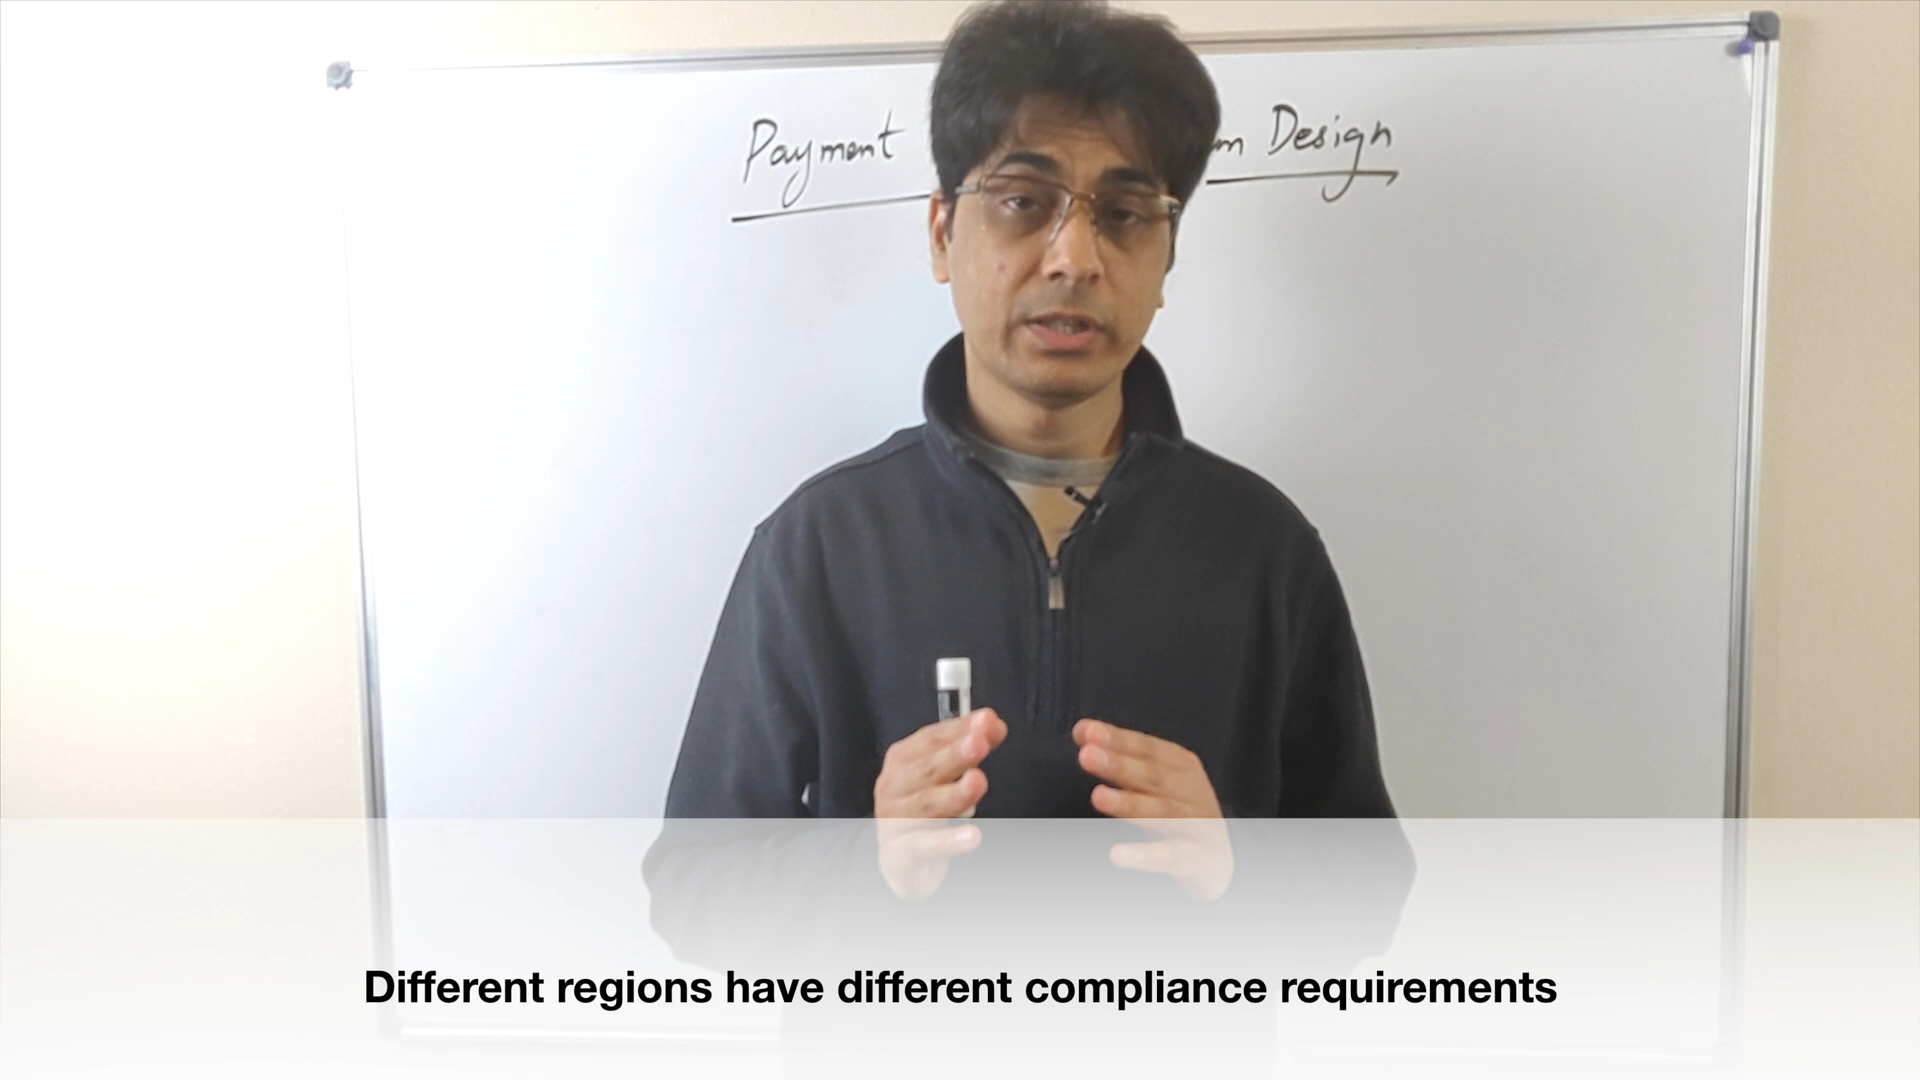 Payment m Design
Different regions have different compliance requirements